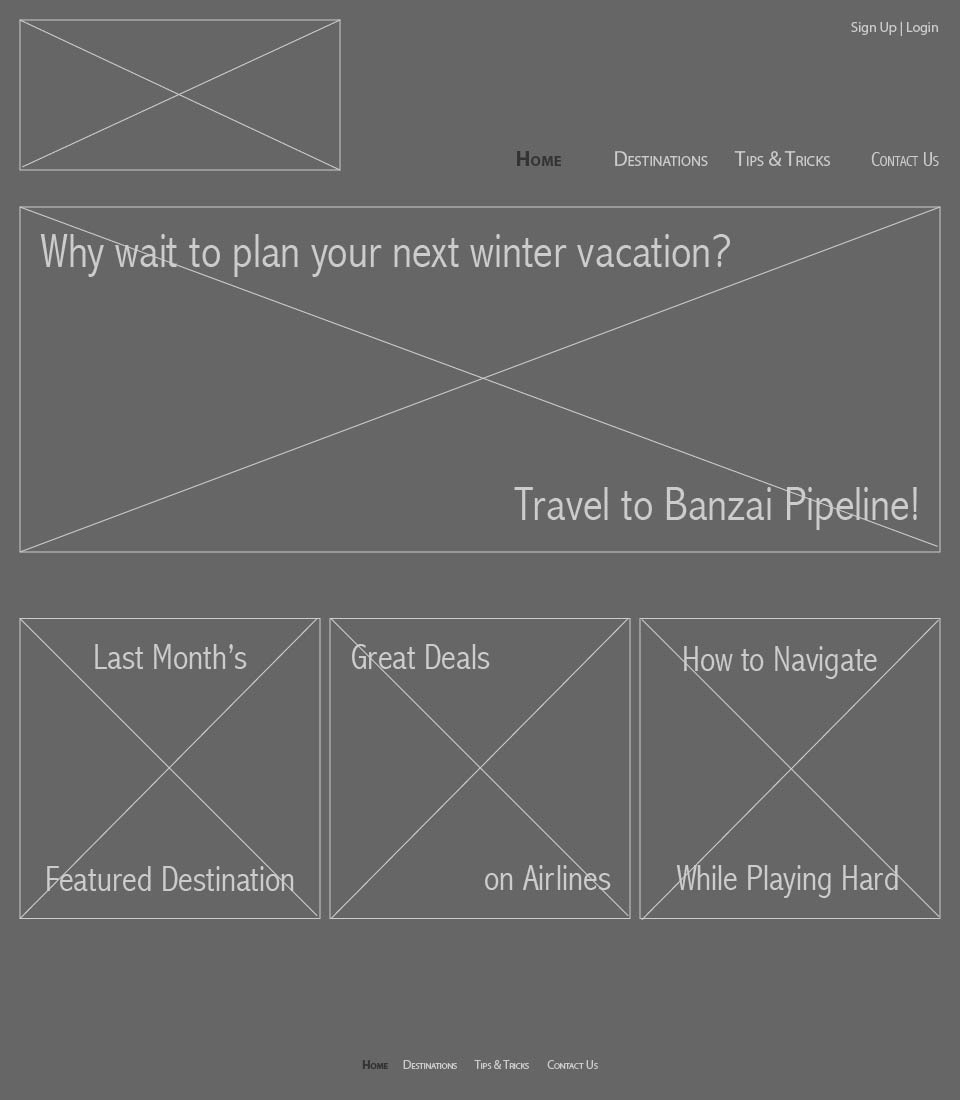 Sign Up | Login
Home Destinations Tips & Tricks Contact Us
Why wait to plan your next winter vacation?
Travel to Banzai Pipeline!
Last Month’s
Featured Destination
Great Deals
on Airlines
How to Navigate
While Playing Hard
Home Destinations Tips & Tricks Contact Us